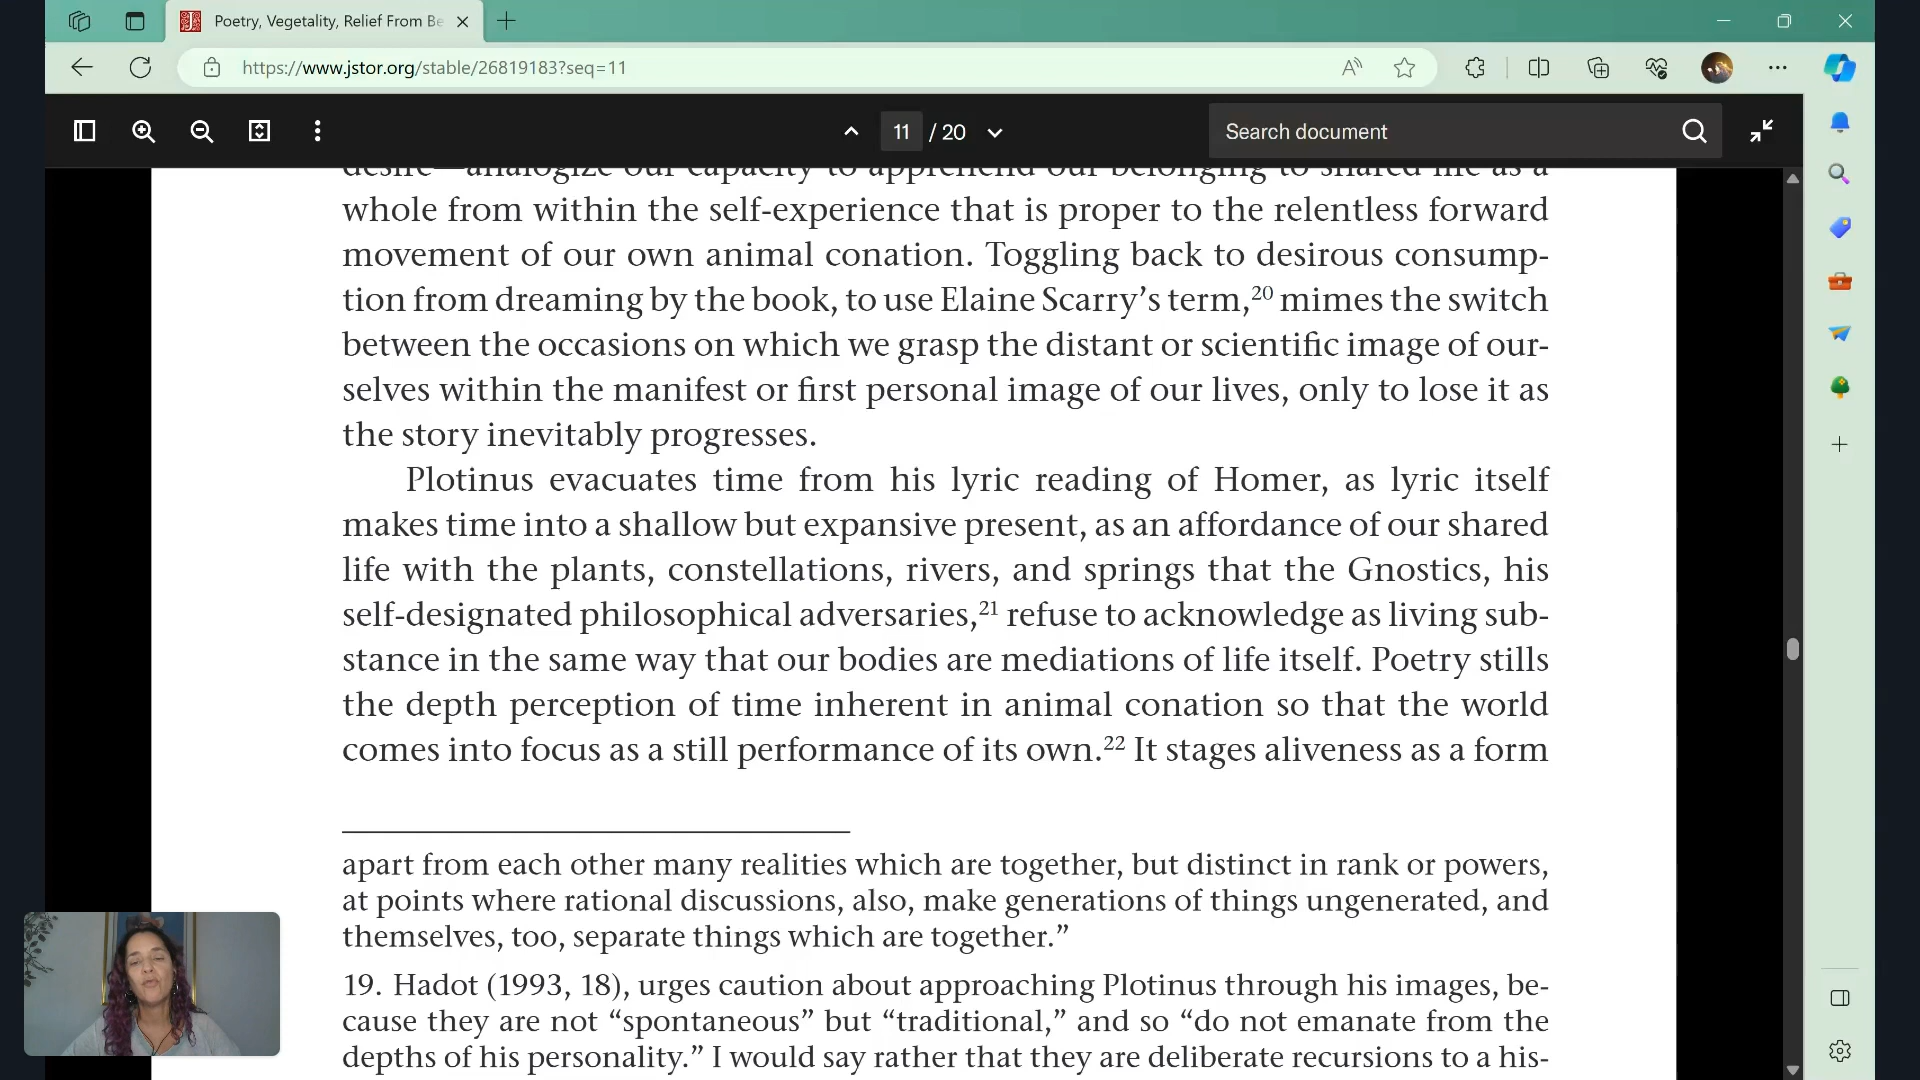 Poetry, Vegetality, Relief From Be
https://www.jstor.org/stable/26819183?seq=11
11 / 20
Search document
desire—analogize our capacity to apprehend our belonging to shared life as a
whole from within the self-experience that is proper to the relentless forward
movement of our own animal conation. Toggling back to desirous consump-
tion from dreaming by the book, to use Elaine Scarry’s term,20 mimes the switch
between the occasions on which we grasp the distant or scientific image of our-
selves within the manifest or first personal image of our lives, only to lose it as
the story inevitably progresses.
Plotinus evacuates time from his lyric reading of Homer, as lyric itself
makes time into a shallow but expansive present, as an affordance of our shared
life with the plants, constellations, rivers, and springs that the Gnostics, his
self-designated philosophical adversaries,21 refuse to acknowledge as living sub-
stance in the same way that our bodies are mediations of life itself. Poetry stills
the depth perception of time inherent in animal conation so that the world
comes into focus as a still performance of its own.22 It stages aliveness as a form
apart from each other many realities which are together, but distinct in rank or powers,
at points where rational discussions, also, make generations of things ungenerated, and
themselves, too, separate things which are together.”
19. Hadot (1993, 18), urges caution about approaching Plotinus through his images, be-
cause they are not “spontaneous” but “traditional,” and so “do not emanate from the
depths of his personality.” I would say rather that they are deliberate recursions to a his-